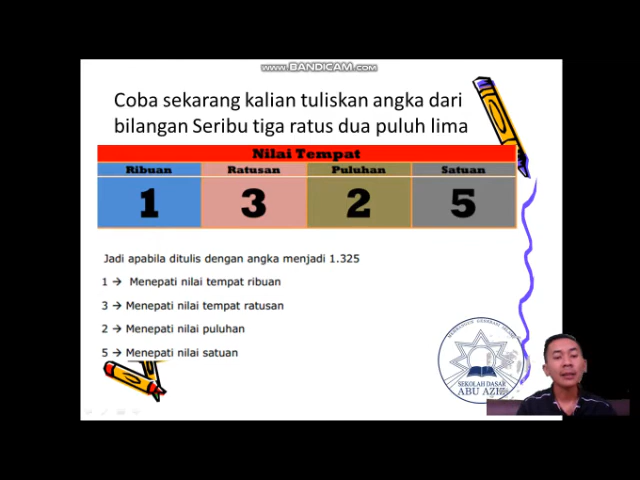 www.BANDICAM.com
Coba sekarang kalian tuliskan angka dari
bilangan Seribu tiga ratus dua puluh lima
Nilai Tempat
Ribuan Ratusan Puluhan Satuan
1 3 2 5
Jadi apabila ditulis dengan angka menjadi 1.325
1 → Menepati nilai tempat ribuan
3 → Menepati nilai tempat ratusan
2 → Menepati nilai puluhan
5 → Menepati nilai satuan
SEKOLAH DASAR
ABU AZIZ